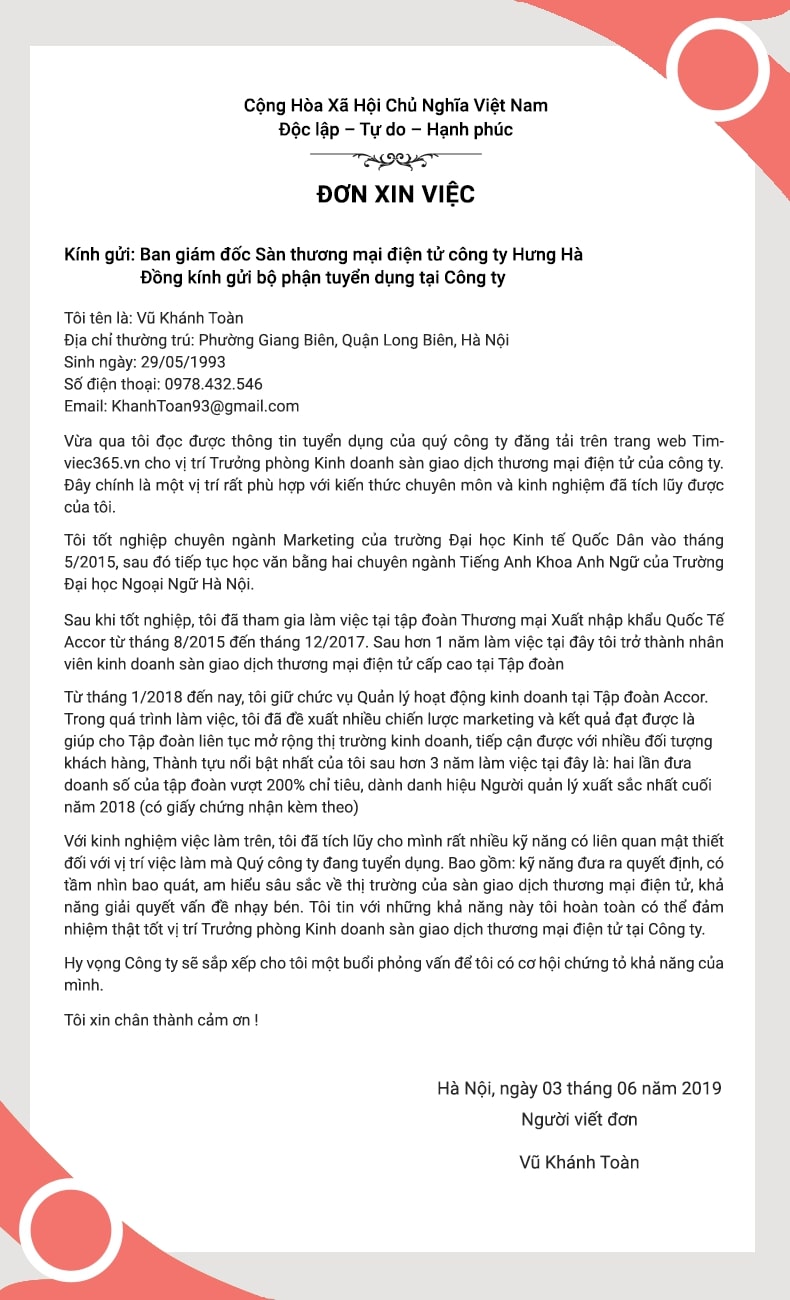 Cộng Hòa Xã Hội Chủ Nghĩa Việt Nam
Độc lập – Tự do – Hạnh phúc
ĐƠN XIN VIỆC
Kính gửi: Ban giám đốc Sàn thương mại điện tử công ty Hưng Hà
Đồng kính gửi bộ phận tuyển dụng tại Công ty
Tôi tên là: Vũ Khánh Toàn
Địa chỉ thường trú: Phường Giang Biên, Quận Long Biên, Hà Nội
Sinh ngày: 29/05/1993
Số điện thoại: 0978.432.546
Email: KhanhToan93@gmail.com
Vừa qua tôi đọc được thông tin tuyển dụng của quý công ty đăng tải trên trang web Tim-
viec365.vn cho vị trí Trưởng phòng Kinh doanh sàn giao dịch thương mại điện tử của công ty.
Đây chính là một vị trí rất phù hợp với kiến thức chuyên môn và kinh nghiệm đã tích lũy được
của tôi.
Tôi tốt nghiệp chuyên ngành Marketing của trường Đại học Kinh tế Quốc Dân vào tháng
5/2015, sau đó tiếp tục học văn bằng hai chuyên ngành Tiếng Anh Khoa Anh Ngữ của Trường
Đại học Ngoại Ngữ Hà Nội.
Sau khi tốt nghiệp, tôi đã tham gia làm việc tại tập đoàn Thương mại Xuất nhập khẩu Quốc Tế
Accor từ tháng 8/2015 đến tháng 12/2017. Sau hơn 1 năm làm việc tại đây tôi trở thành nhân
viên kinh doanh sàn giao dịch thương mại điện tử cấp cao tại Tập đoàn
Từ tháng 1/2018 đến nay, tôi giữ chức vụ Quản lý hoạt động kinh doanh tại Tập đoàn Accor.
Trong quá trình làm việc, tôi đã đề xuất nhiều chiến lược marketing và kết quả đạt được là
giúp cho Tập đoàn liên tục mở rộng thị trường kinh doanh, tiếp cận được với nhiều đối tượng
khách hàng, Thành tựu nổi bật nhất của tôi sau hơn 3 năm làm việc tại đây là: hai lần đưa
doanh số của tập đoàn vượt 200% chỉ tiêu, dành danh hiệu Người quản lý xuất sắc nhất cuối
năm 2018 (có giấy chứng nhận kèm theo)
Với kinh nghiệm việc làm trên, tôi đã tích lũy cho mình rất nhiều kỹ năng có liên quan mật thiết
đối với vị trí việc làm mà Quý công ty đang tuyển dụng. Bao gồm: kỹ năng đưa ra quyết định, có
tầm nhìn bao quát, am hiểu sâu sắc về thị trường của sàn giao dịch thương mại điện tử, khả
năng giải quyết vấn đề nhạy bén. Tôi tin với những khả năng này tôi hoàn toàn có thể đảm
nhiệm thật tốt vị trí Trưởng phòng Kinh doanh sàn giao dịch thương mại điện tử tại Công ty.
Hy vọng Công ty sẽ sắp xếp cho tôi một buổi phỏng vấn để tôi có cơ hội chứng tỏ khả năng của
mình.
Tôi xin chân thành cảm ơn !
Hà Nội, ngày 03 tháng 06 năm 2019
Người viết đơn
Vũ Khánh Toàn